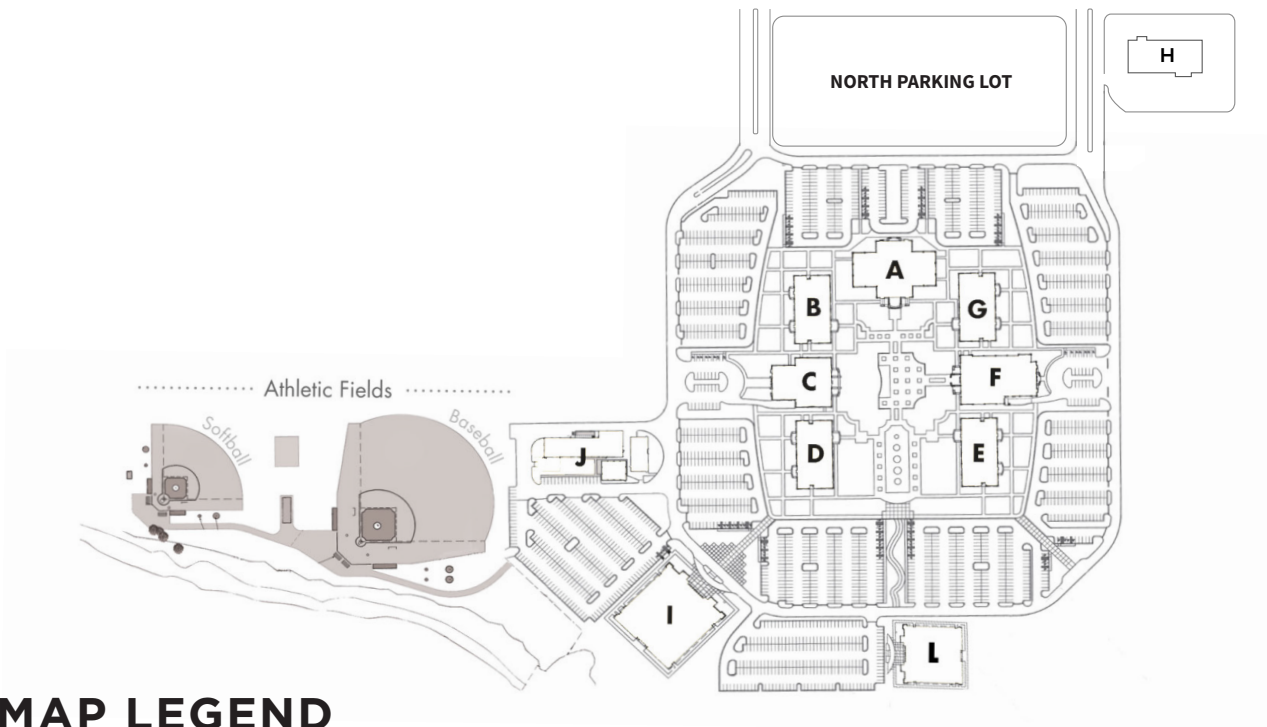 H
NORTH PARKING LOT
A
B
G
C
F
Athletic Fields
Softball
Baseball
J
D
E
I
L
MAP LEGEND